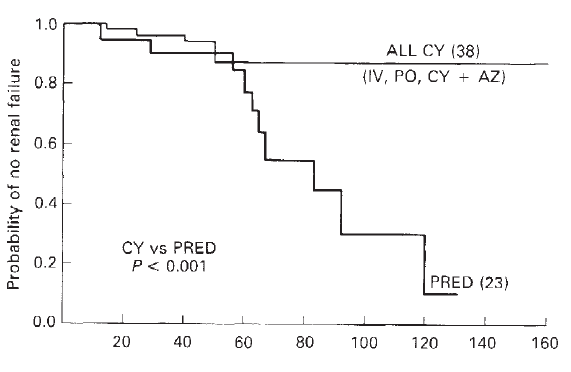 Probability of no renal failure
1.0
0.8
0.6
0.4
0.2
0.0
ALL CY (38)
(IV, PO, CY + AZ)
CY vs PRED
P < 0.001
PRED (23)
20 40 60 80 100 120 140 160